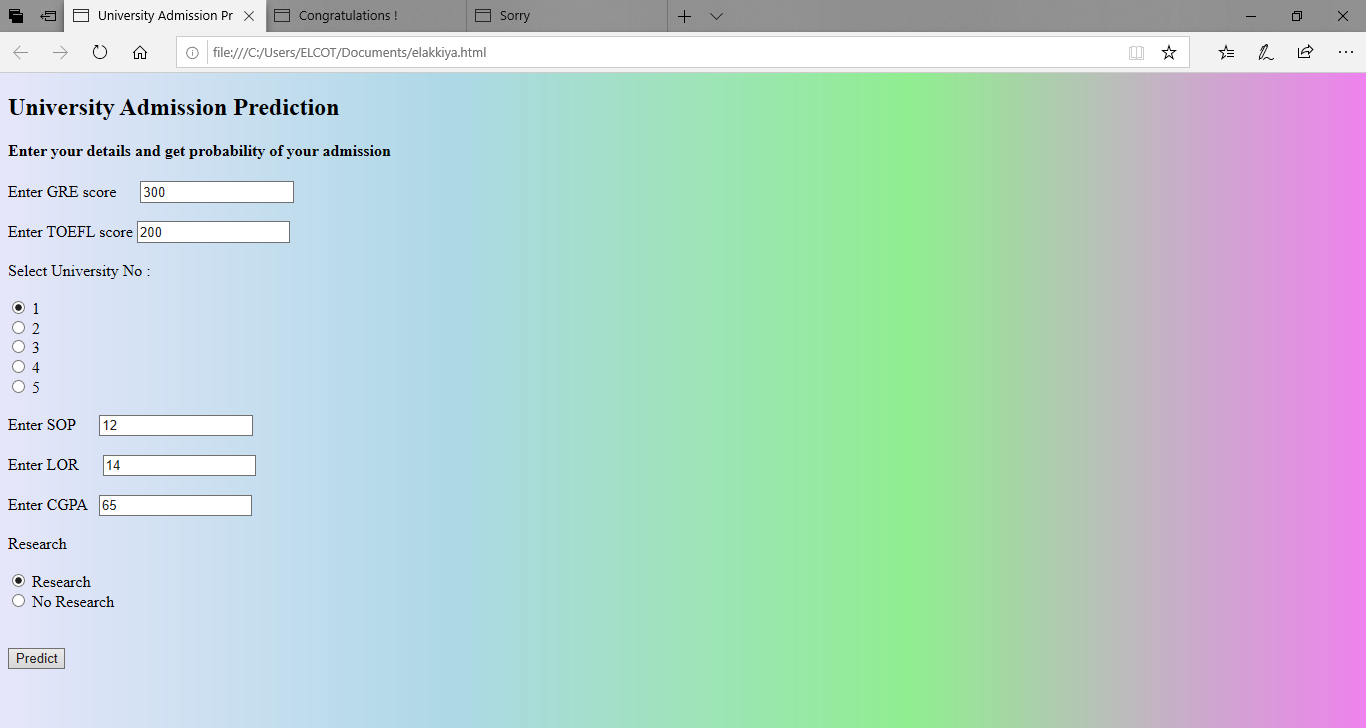 University Admission Pr
Congratulations !
Sorry
file:///C:/Users/ELCOT/Documents/elakkiya.html
University Admission Prediction
Enter your details and get probability of your admission
Enter GRE score 300
Enter TOEFL score 200
Select University No :
1
2
3
4
5
Enter SOP 12
Enter LOR 14
Enter CGPA 65
Research
Research
No Research
Predict